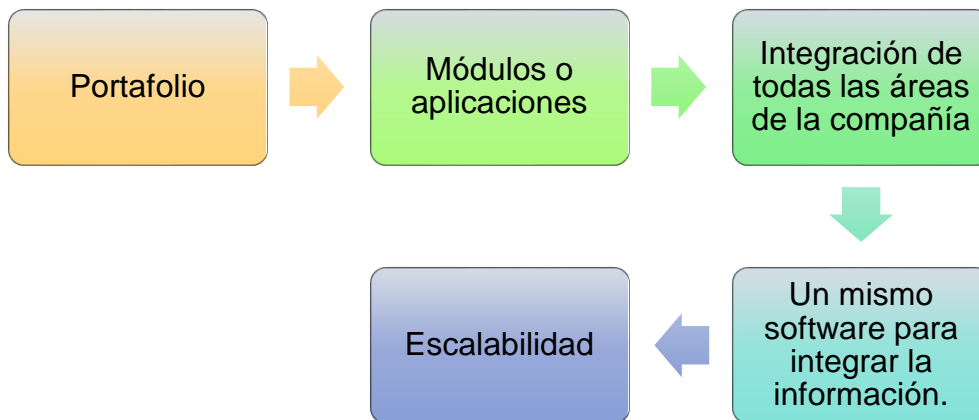 Portafolio
Módulos o
aplicaciones
Integración de
todas las áreas
de la compañía
Un mismo
software para
integrar la
información.
Escalabilidad